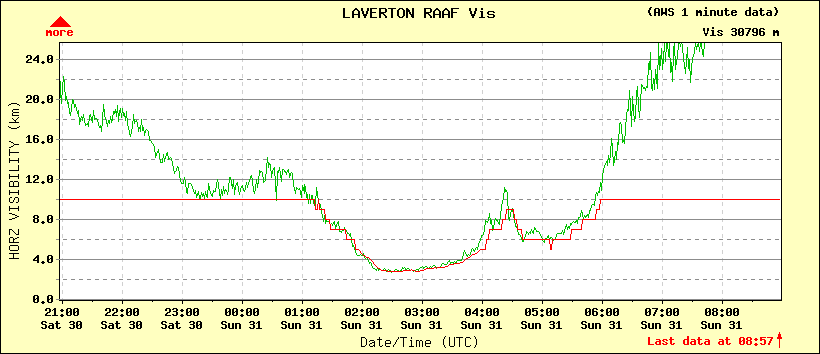 LAVERTON RAAF Vis
(AWS 1 minute data)
more
Vis 30796 m
HORZ VISIBILITY (km)
24.0
20.0
16.0
12.0
8.0
4.0
0.0
21:00 22:00 23:00 00:00 01:00 02:00 03:00 04:00 05:00 06:00 07:00 08:00
Sat 30 Sat 30 Sat 30 Sun 31 Sun 31 Sun 31 Sun 31 Sun 31 Sun 31 Sun 31 Sun 31 Sun 31
Date/Time (UTC)
Last data at 08:57